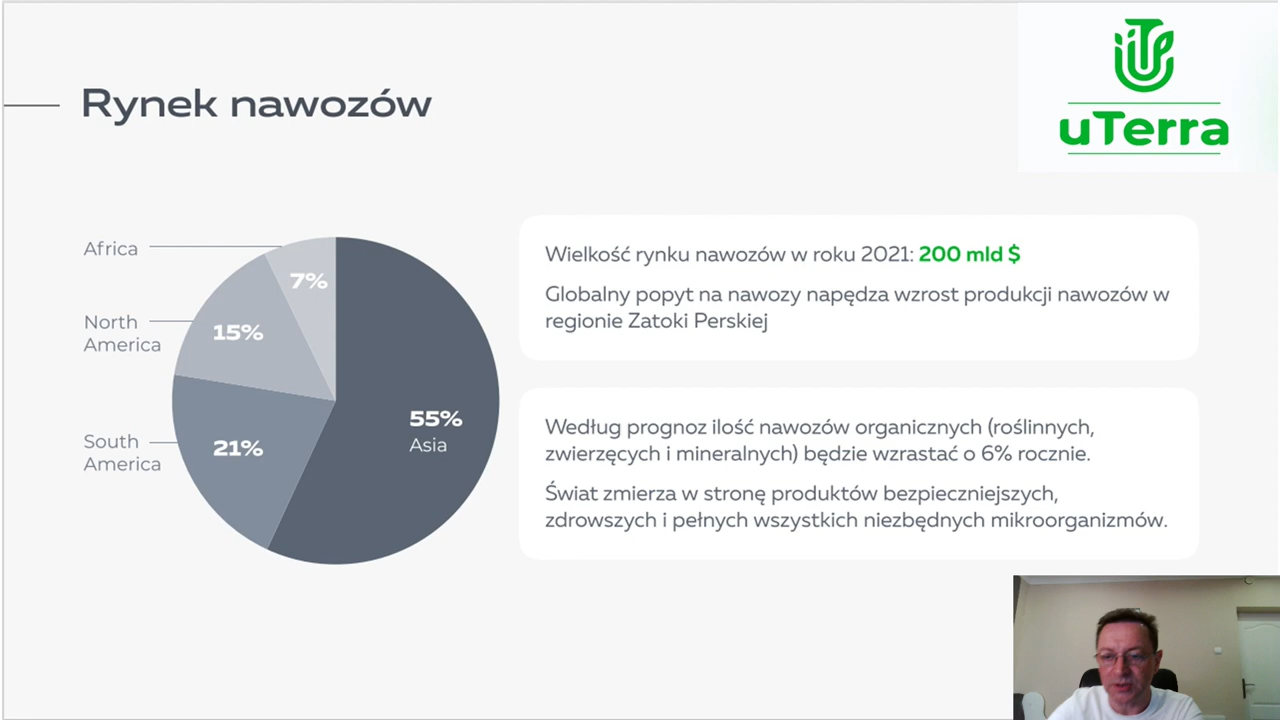 Rynek nawozów
uTerra
Africa
7%
North
America
15%
South
America
21%
55%
Asia
Wielkość rynku nawozów w roku 2021: 200 mld $
Globalny popyt na nawozy napędza wzrost produkcji nawozów w
regionie Zatoki Perskiej
Według prognoz ilość nawozów organicznych (roślinnych,
zwierzęcych i mineralnych) będzie wzrastać o 6% rocznie.
Świat zmierza w stronę produktów bezpieczniejszych,
zdrowszych i pełnych wszystkich niezbędnych mikroorganizmów.